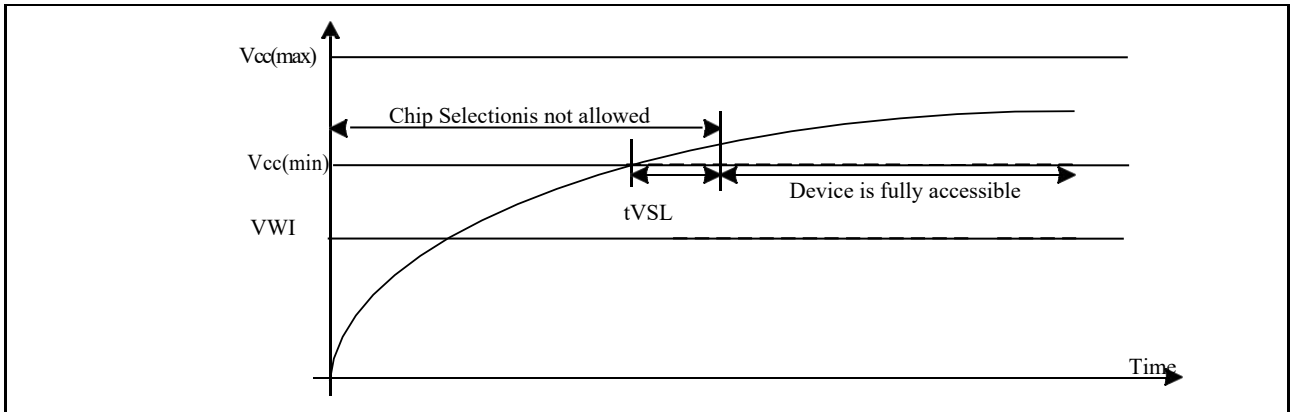 Vcc(max)
Chip Selectionis not allowed
Vcc(min)
Device is fully accessible
tVSL
VWI
Time